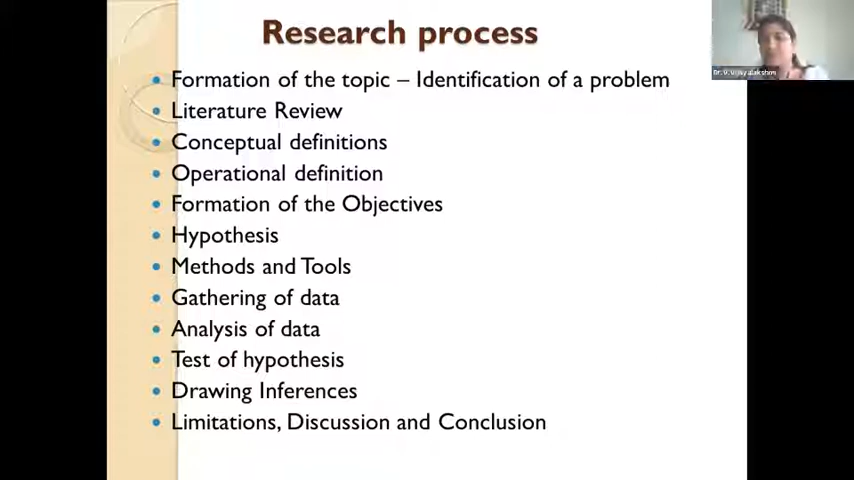 Research process
Formation of the topic – Identification of a problem
Literature Review
Conceptual definitions
Operational definition
Formation of the Objectives
Hypothesis
Methods and Tools
Gathering of data
Analysis of data
Test of hypothesis
Drawing Inferences
Limitations, Discussion and Conclusion